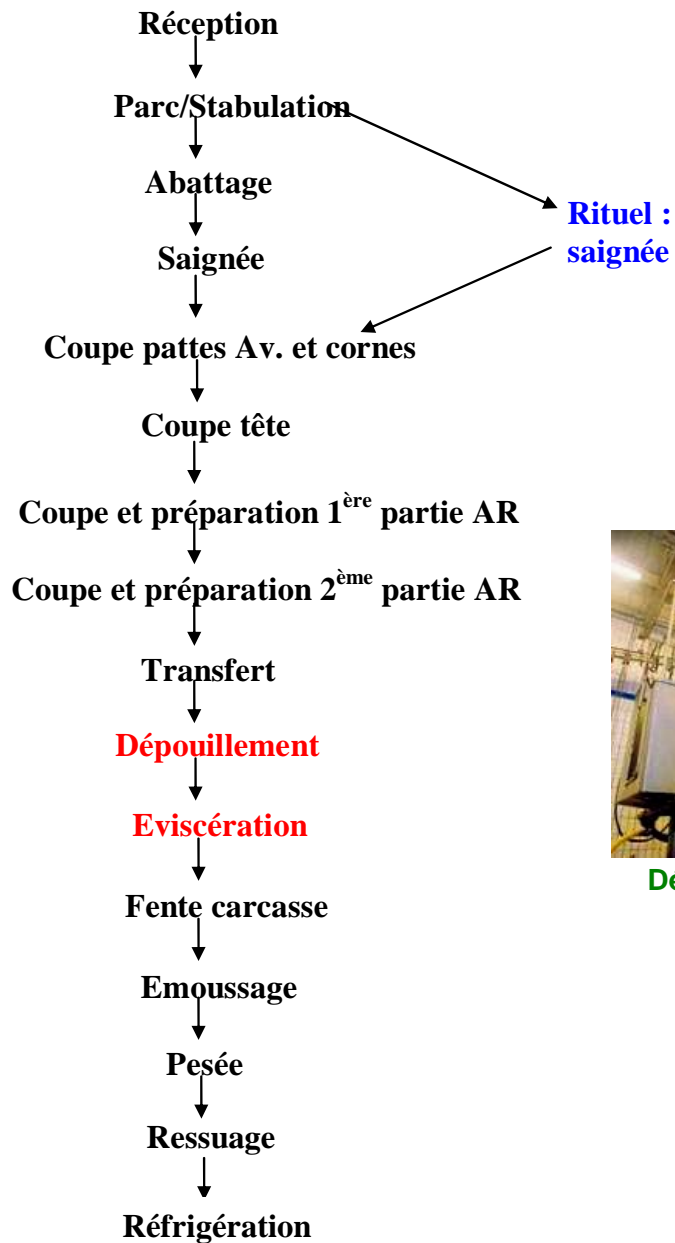 Réception
Parc/Stabulation
Abattage
Rituel :
saignée
Saignée
Coupe pattes Av. et cornes
Coupe tête
Coupe et préparation 1ère partie AR
Coupe et préparation 2ème partie AR
Transfert
Dépouillement
Eviscération
Fente carcasse
Emoussage
Pesée
Ressuage
Réfrigération